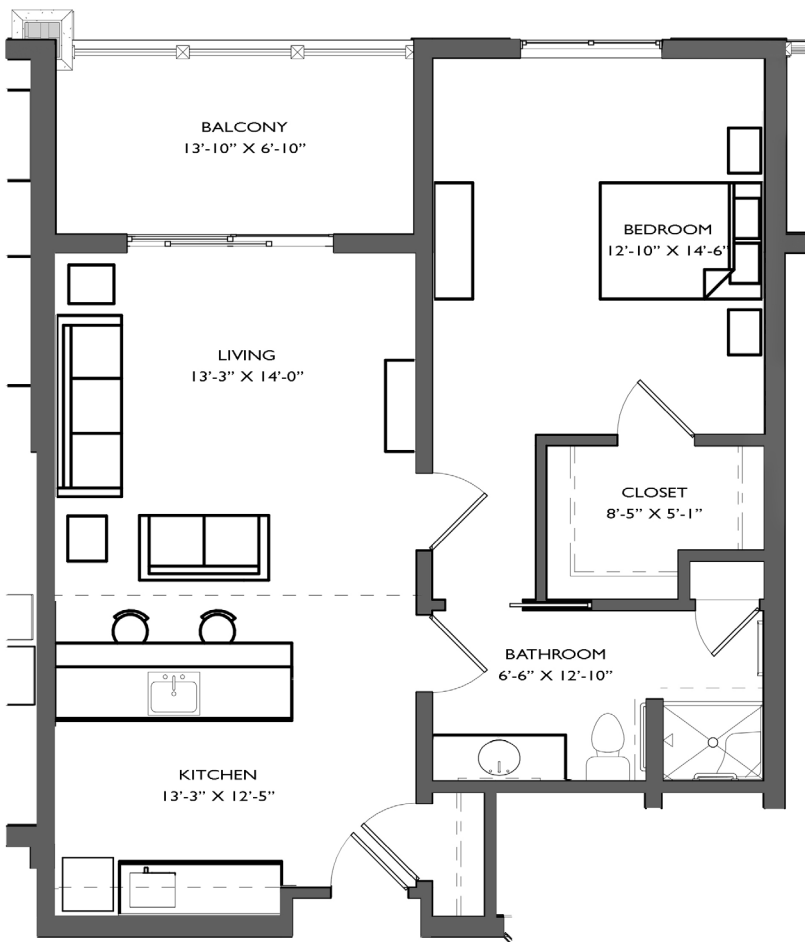 BALCONY
13'-10" X 6'-10"
BEDROOM
12'-10" X 14'-6"
LIVING
13'-3" X 14'-0"
CLOSET
8'-5" X 5'-1"
BATHROOM
6'-6" X 12'-10"
KITCHEN
13'-3" X 12'-5"